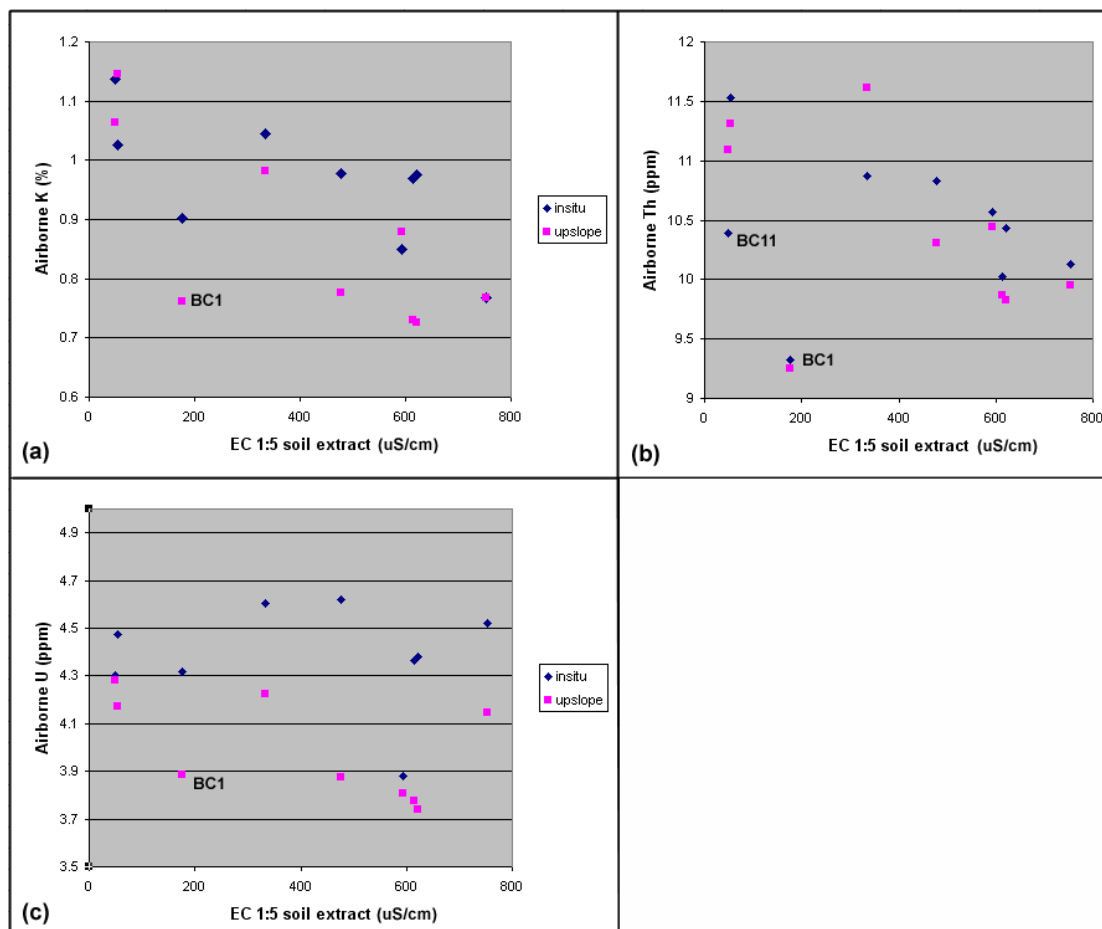 1.2
1.1
1
0.9
0.8
0.7
0.6
Airborne K (%)
BC1
0 200 400 600 800
EC 1:5 soil extract (uS/cm)
(a)
insitu
upslope
12
11.5
11
10.5
10
9.5
9
Airborne Th (ppm)
BC11
BC1
0 200 400 600 800
EC 1:5 soil extract (uS/cm)
(b)
4.9
4.7
4.5
4.3
4.1
3.9
3.7
3.5
Airborne U (ppm)
BC1
0 200 400 600 800
EC 1:5 soil extract (uS/cm)
(c)
insitu
upslope